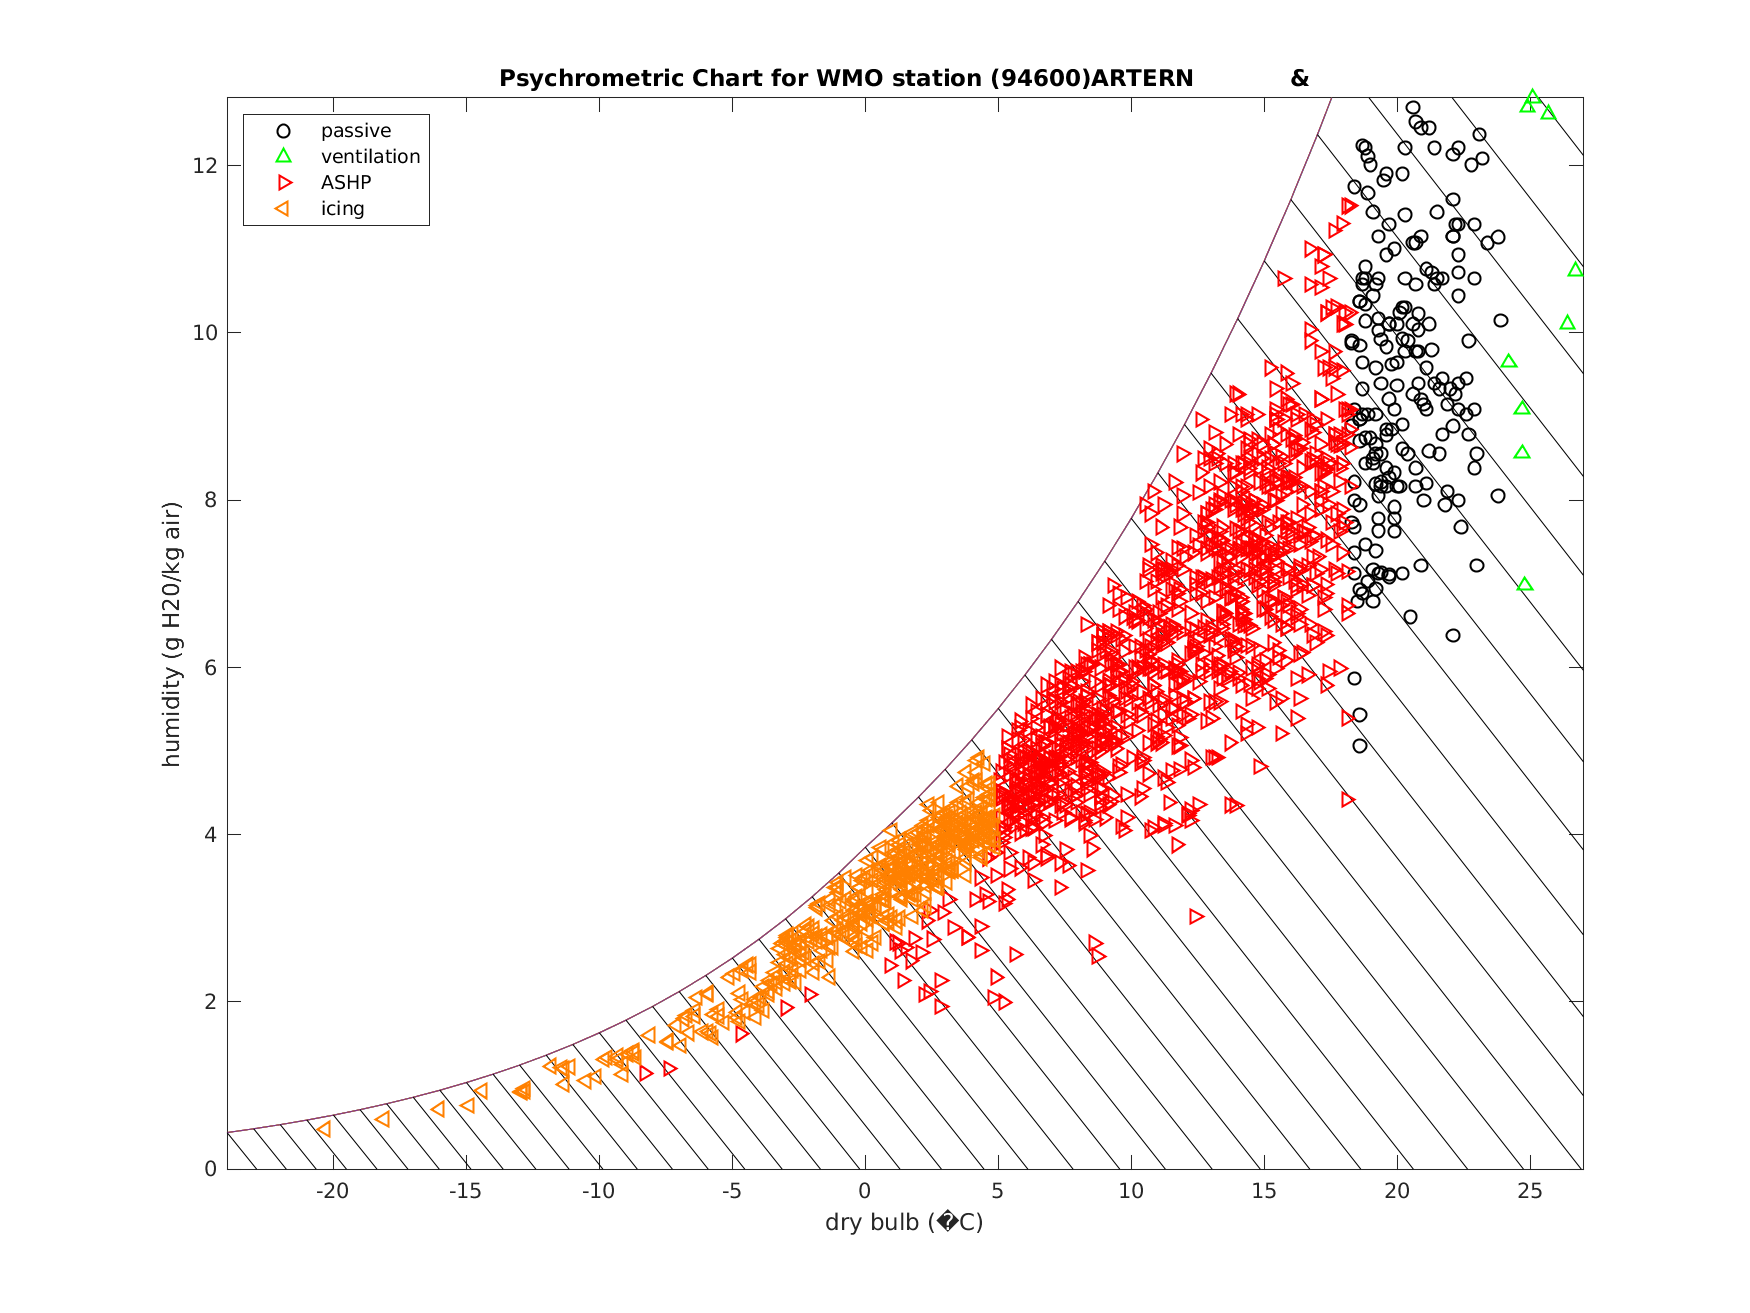 Psychrometric Chart for WMO station (94600)ARTERN &
passive
ventilation
ASHP
icing
12
10
8
6
4
2
0
humidity (g H20/kg air)
-20 -15 -10 -5 0 5 10 15 20 25
dry bulb (�C)